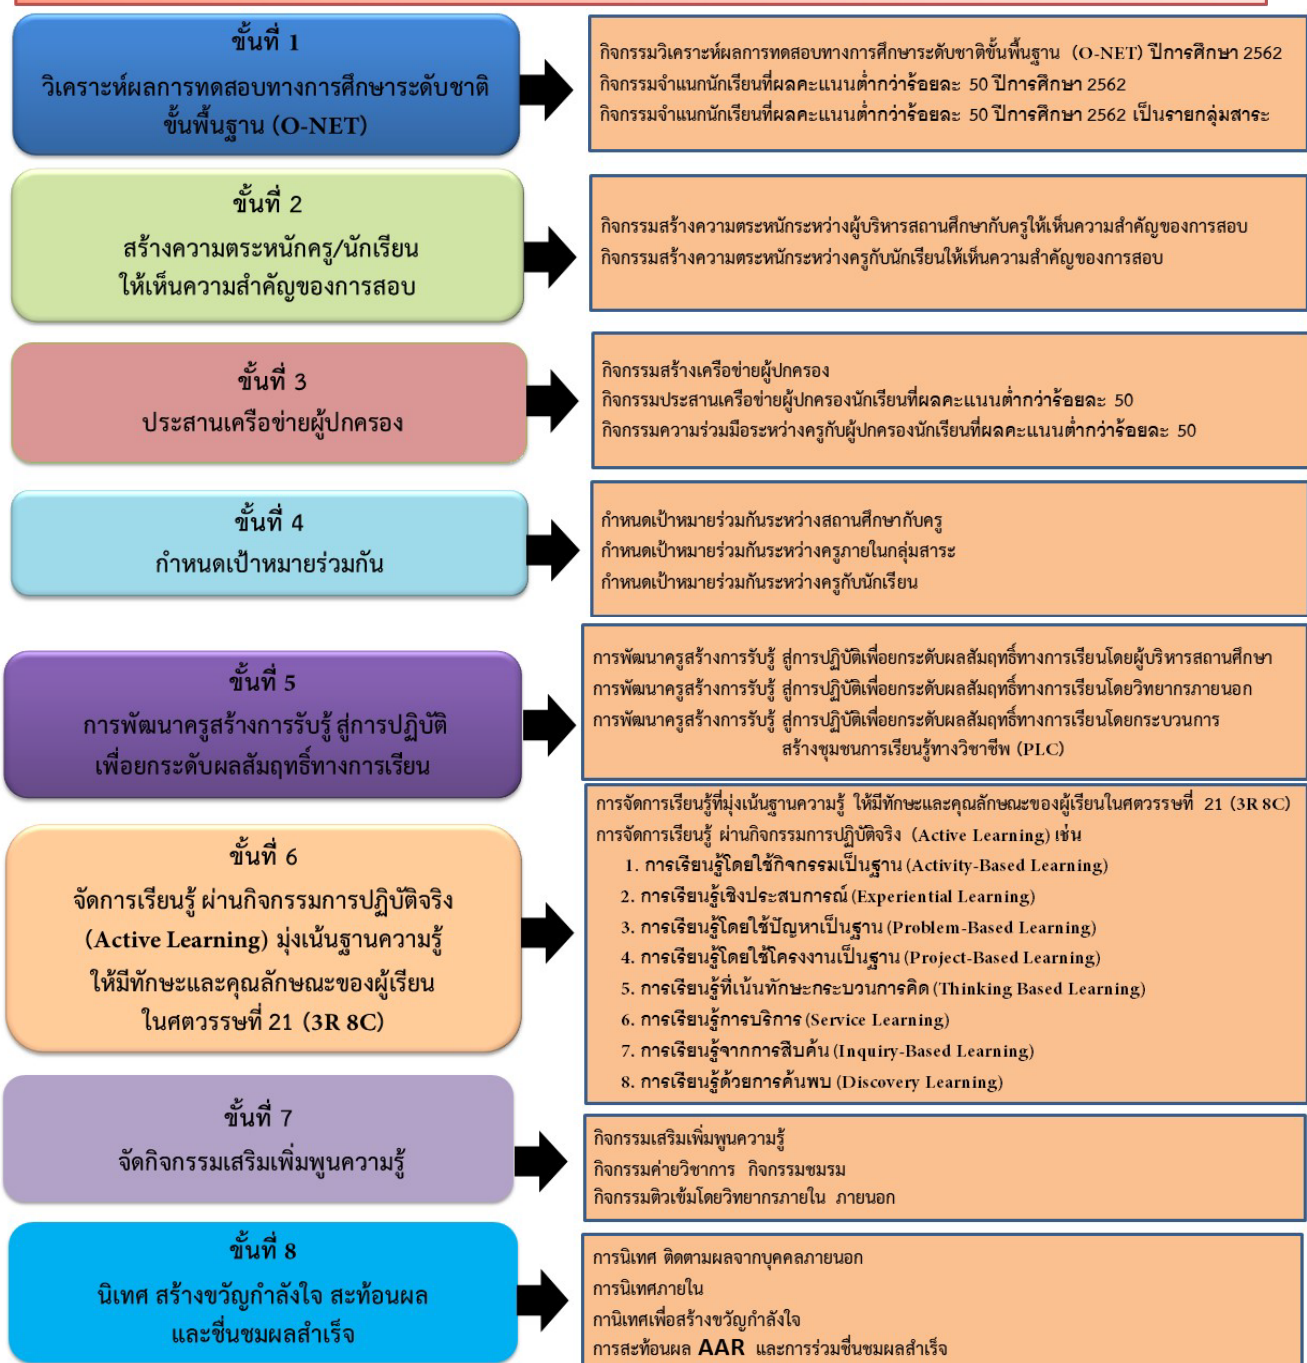 ขั้นที่ 1
วิเคราะห์ผลการทดสอบทางการศึกษาระดับชาติ
ขั้นพื้นฐาน (O-NET)
กิจกรรมวิเคราะห์ผลการทดสอบทางการศึกษาระดับชาติขั้นพื้นฐาน (O-NET) ปีการศึกษา 2562
กิจกรรมจำแนกนักเรียนที่ผลคะแนนต่ำกว่าร้อยละ 50 ปีการศึกษา 2562
กิจกรรมจำแนกนักเรียนที่ผลคะแนนต่ำกว่าร้อยละ 50 ปีการศึกษา 2562 เป็นรายกลุ่มสาระ
ขั้นที่ 2
สร้างความตระหนักครู/นักเรียน
ให้เห็นความสำคัญของการสอบ
กิจกรรมสร้างความตระหนักระหว่างผู้บริหารสถานศึกษากับครูให้เห็นความสำคัญของการสอบ
กิจกรรมสร้างความตระหนักระหว่างครูกับนักเรียนให้เห็นความสำคัญของการสอบ
ขั้นที่ 3
ประสานเครือข่ายผู้ปกครอง
กิจกรรมสร้างเครือข่ายผู้ปกครอง
กิจกรรมประสานเครือข่ายผู้ปกครองนักเรียนที่ผลคะแนนต่ำกว่าร้อยละ 50
กิจกรรมความร่วมมือระหว่างครูกับผู้ปกครองนักเรียนที่ผลคะแนนต่ำกว่าร้อยละ 50
ขั้นที่ 4
กำหนดเป้าหมายร่วมกัน
กำหนดเป้าหมายร่วมกันระหว่างสถานศึกษากับครู
กำหนดเป้าหมายร่วมกันระหว่างครูภายในกลุ่มสาระ
กำหนดเป้าหมายร่วมกันระหว่างครูกับนักเรียน
ขั้นที่ 5
การพัฒนาครูสร้างการรับรู้ สู่การปฏิบัติ
เพื่อยกระดับผลสัมฤทธิ์ทางการเรียน
การพัฒนาครูสร้างการรับรู้ สู่การปฏิบัติเพื่อยกระดับผลสัมฤทธิ์ทางการเรียนโดยผู้บริหารสถานศึกษา
การพัฒนาครูสร้างการรับรู้ สู่การปฏิบัติเพื่อยกระดับผลสัมฤทธิ์ทางการเรียนโดยวิทยากรภายนอก
การพัฒนาครูสร้างการรับรู้ สู่การปฏิบัติเพื่อยกระดับผลสัมฤทธิ์ทางการเรียนโดยกระบวนการ
สร้างชุมชนการเรียนรู้ทางวิชาชีพ (PLC)
ขั้นที่ 6
จัดการเรียนรู้ ผ่านกิจกรรมการปฏิบัติจริง
(Active Learning) มุ่งเน้นฐานความรู้
ให้มีทักษะและคุณลักษณะของผู้เรียน
ในศตวรรษที่ 21 (3R 8C)
การจัดการเรียนรู้ที่มุ่งเน้นฐานความรู้ ให้มีทักษะและคุณลักษณะของผู้เรียนในศตวรรษที่ 21 (3R 8C)
การจัดการเรียนรู้ ผ่านกิจกรรมการปฏิบัติจริง (Active Learning) เช่น
1. การเรียนรู้โดยใช้กิจกรรมเป็นฐาน (Activity-Based Learning)
2. การเรียนรู้เชิงประสบการณ์ (Experiential Learning)
3. การเรียนรู้โดยใช้ปัญหาเป็นฐาน (Problem-Based Learning)
4. การเรียนรู้โดยใช้โครงงานเป็นฐาน (Project-Based Learning)
5. การเรียนรู้ที่เน้นทักษะกระบวนการคิด (Thinking Based Learning)
6. การเรียนรู้การบริการ (Service Learning)
7. การเรียนรู้จากการสืบค้น (Inquiry-Based Learning)
8. การเรียนรู้ด้วยการค้นพบ (Discovery Learning)
ขั้นที่ 7
จัดกิจกรรมเสริมเพิ่มพูนความรู้
กิจกรรมเสริมเพิ่มพูนความรู้
กิจกรรมค่ายวิชาการ กิจกรรมชมรม
กิจกรรมติวเข้มโดยวิทยากรภายใน ภายนอก
ขั้นที่ 8
นิเทศ สร้างขวัญกำลังใจ สะท้อนผล
และชื่นชมผลสำเร็จ
การนิเทศ ติดตามผลจากบุคคลภายนอก
การนิเทศภายใน
การนิเทศเพื่อสร้างขวัญกำลังใจ
การสะท้อนผล AAR และการร่วมชื่นชมผลสำเร็จ